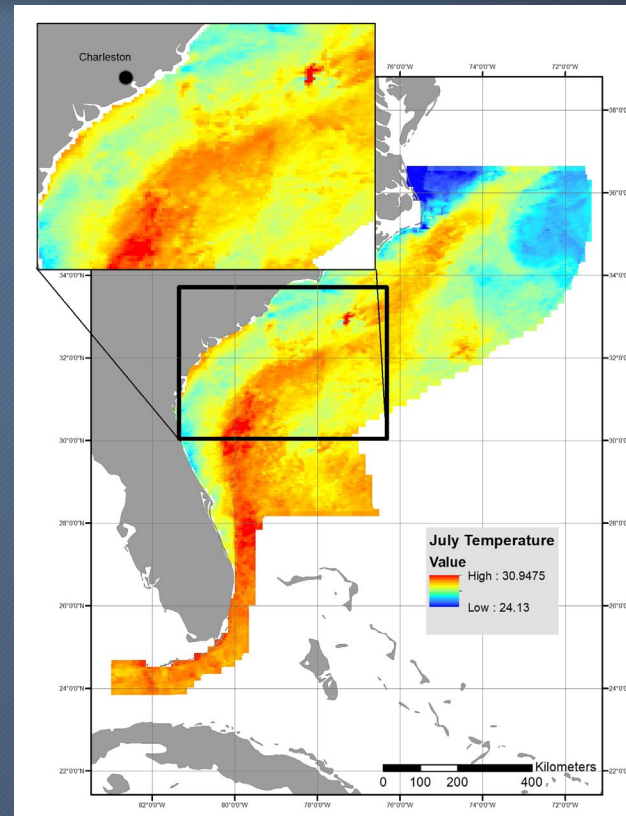 Charleston
76°0'0"W
74°0'0"W
72°0'0"W
38°0'0"
36°0'0"
34°0'0"N
34°0'0"
32°0'0"N
32°0'0"
30°0'0"N
30°0'0"
28°0'0"N
28°0'0"
26°0'0"N
26°0'0"
24°0'0"N
24°0'0"
22°0'0"N
22°0'0"
July Temperature
Value
High : 30.9475
Low : 24.13
Kilometers
0 100 200 400
82°0'0"W
80°0'0"W
78°0'0"W
76°0'0"W
74°0'0"W
72°0'0"W